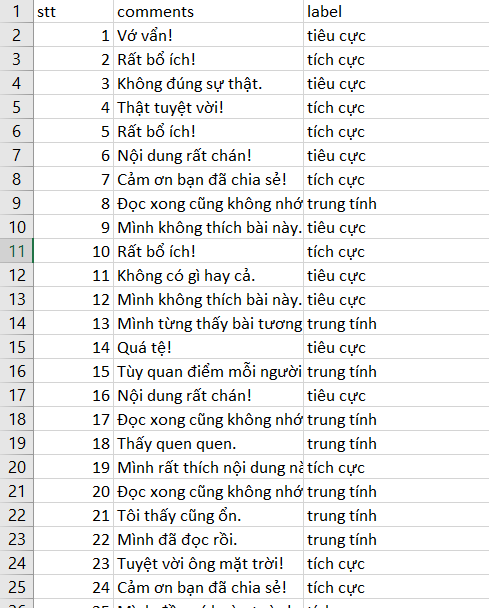 1 stt comments label
2 1 Vớ vẩn! tiêu cực
3 2 Rất bổ ích! tích cực
4 3 Không đúng sự thật. tiêu cực
5 4 Thật tuyệt vời! tích cực
6 5 Rất bổ ích! tích cực
7 6 Nội dung rất chán! tiêu cực
8 7 Cảm ơn bạn đã chia sẻ! tích cực
9 8 Đọc xong cũng không nhớ trung tính
10 9 Mình không thích bài này. tiêu cực
11 10 Rất bổ ích! tích cực
12 11 Không có gì hay cả. tiêu cực
13 12 Mình không thích bài này. tiêu cực
14 13 Mình từng thấy bài tương trung tính
15 14 Quá tệ! tiêu cực
16 15 Tùy quan điểm mỗi người trung tính
17 16 Nội dung rất chán! tiêu cực
18 17 Đọc xong cũng không nhớ trung tính
19 18 Thấy quen quen. trung tính
20 19 Mình rất thích nội dung tích cực
21 20 Đọc xong cũng không nhớ trung tính
22 21 Tôi thấy cũng ổn. trung tính
23 22 Mình đã đọc rồi. trung tính
24 23 Tuyệt vời ông mặt trời! tích cực
25 24 Cảm ơn bạn đã chia sẻ! tích cực